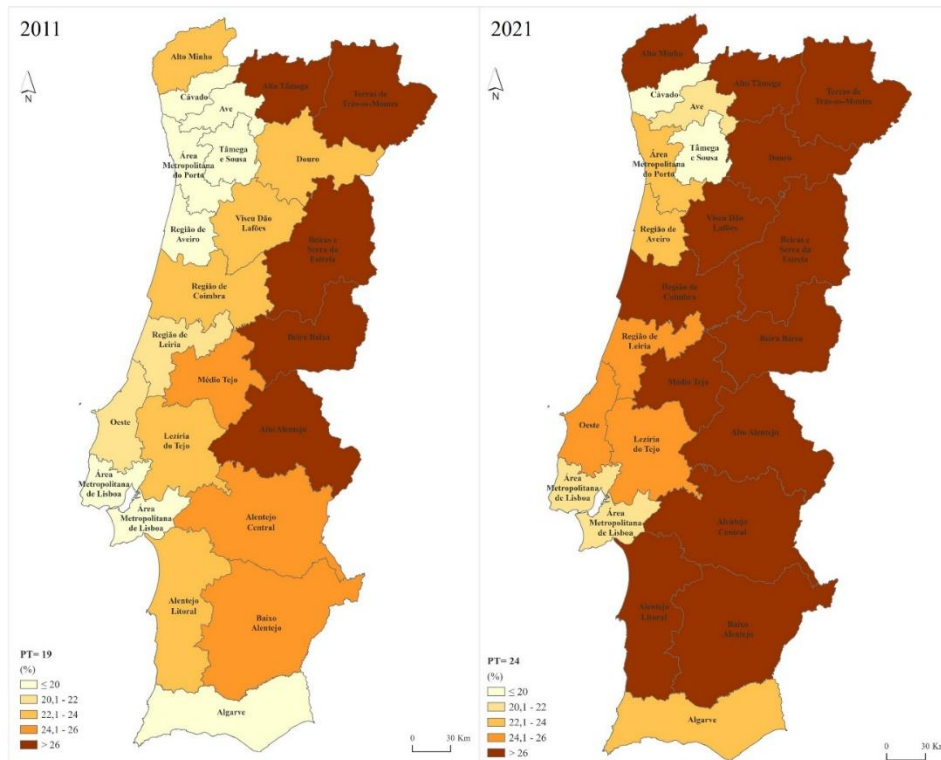 2011
N
Alto Minho
Cávado
Ave
Alto Tâmega
Terras de
Trás-os-Montes
Área
Metropolitana
do Porto
Tâmega
e Sousa
Douro
Região de
Aveiro
Viseu Dão
Lafões
Beiras e
Serra da
Estrela
Região de
Coimbra
Beira Baixa
Região de
Leiria
Médio Tejo
Oeste
Lezíria
do Tejo
Alto Alentejo
Área
Metropolitana
de Lisboa
Área
Metropolitana
de Lisboa
Alentejo
Central
Alentejo
Litoral
Baixo
Alentejo
Algarve
PT= 19
(%)
≤ 20
20,1 - 22
22,1 - 24
24,1 - 26
> 26
0 30 Km
2021
N
Alto Minho
Cávado
Ave
Alto Tâmega
Terras de
Trás-os-Montes
Área
Metropolitana
do Porto
Tâmega
e Sousa
Douro
Região de
Aveiro
Viseu Dão
Lafões
Beiras e
Serra da
Estrela
Região de
Coimbra
Beira Baixa
Região de
Leiria
Médio Tejo
Oeste
Lezíria
do Tejo
Alto Alentejo
Área
Metropolitana
de Lisboa
Área
Metropolitana
de Lisboa
Alentejo
Central
Alentejo
Litoral
Baixo
Alentejo
Algarve
PT= 24
(%)
≤ 20
20,1 - 22
22,1 - 24
24,1 - 26
> 26
0 30 Km